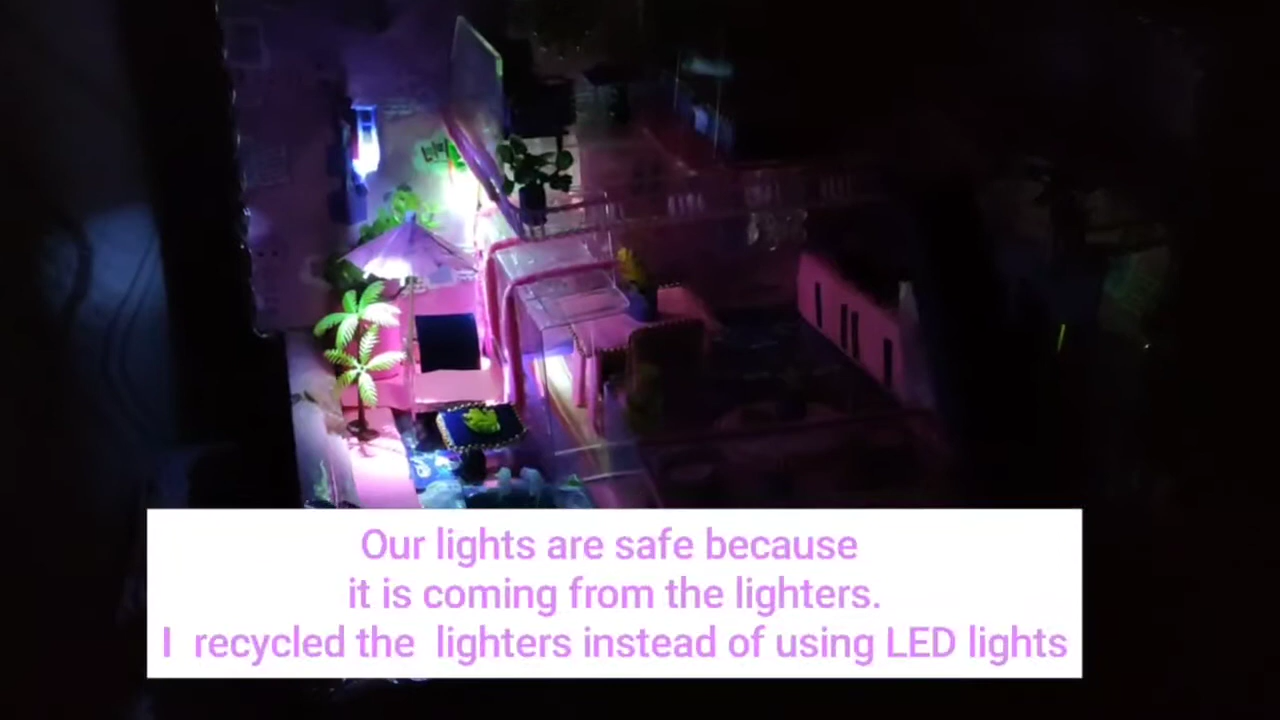 Our lights are safe because
it is coming from the lighters.
I recycled the lighters instead of using LED lights